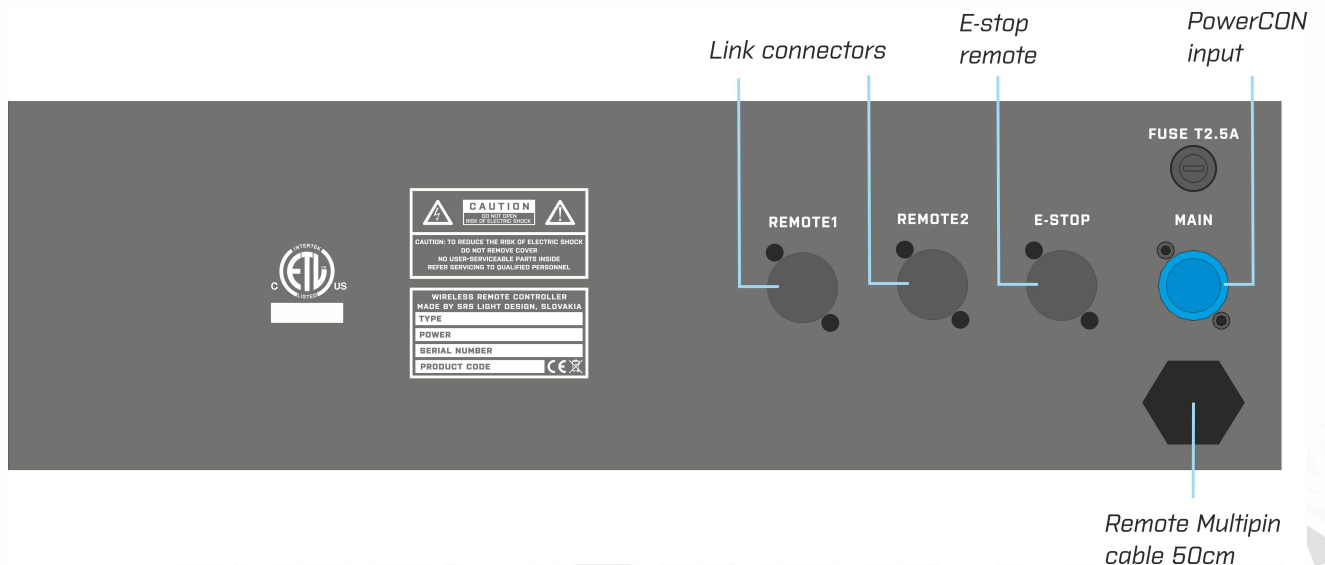 Link connectors
E-stop
remote
PowerCON
input
FUSE T2.5A
REMOTE1
REMOTE2
E-STOP
MAIN
CAUTION
DO NOT OPEN
RISK OF ELECTRIC SHOCK
CAUTION: TO REDUCE THE RISK OF ELECTRIC SHOCK
DO NOT REMOVE COVER
NO USER-SERVICEABLE PARTS INSIDE
REFER SERVICING TO QUALIFIED PERSONNEL
INTERTEK
C ETL US
LISTED
WIRELESS REMOTE CONTROLLER
MADE BY SRS LIGHT DESIGN, SLOVAKIA
TYPE
POWER
SERIAL NUMBER
PRODUCT CODE CE
Remote Multipin
cable 50cm